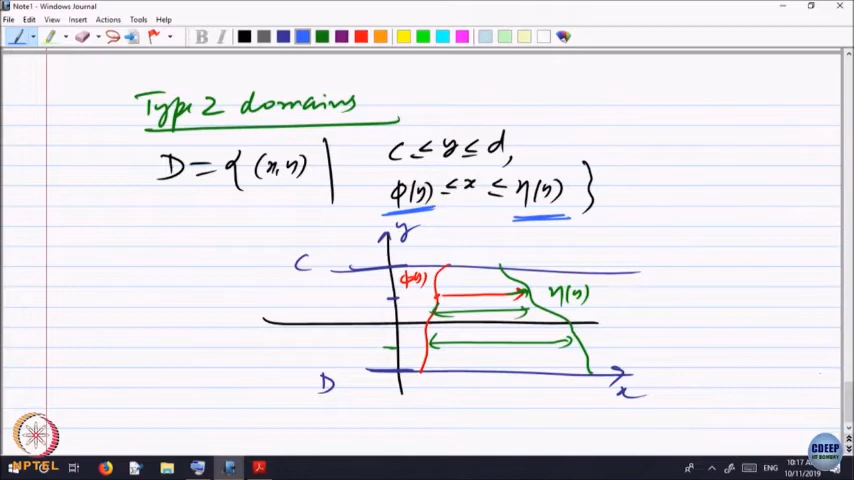 Note1 - Windows Journal
File Edit View Insert Actions Tools Help
Type 2 domains
D = { (x, y) | c ≤ y ≤ d,
φ(y) ≤ x ≤ η(y) }
y
C
φ(y)
η(y)
D
x
NPTEL
CDEEP
IIT BOMBAY
ENG
10:17 A
10/11/2019